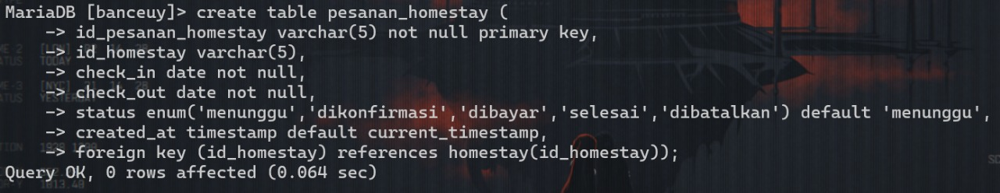 MariaDB [banceuy]> create table pesanan_homestay (
    -> id_pesanan_homestay varchar(5) not null primary key,
    -> id_homestay varchar(5),
    -> check_in date not null,
    -> check_out date not null,
    -> status enum('menunggu','dikonfirmasi','dibayar','selesai','dibatalkan') default 'menunggu',
    -> created_at timestamp default current_timestamp,
    -> foreign key (id_homestay) references homestay(id_homestay));
Query OK, 0 rows affected (0.064 sec)